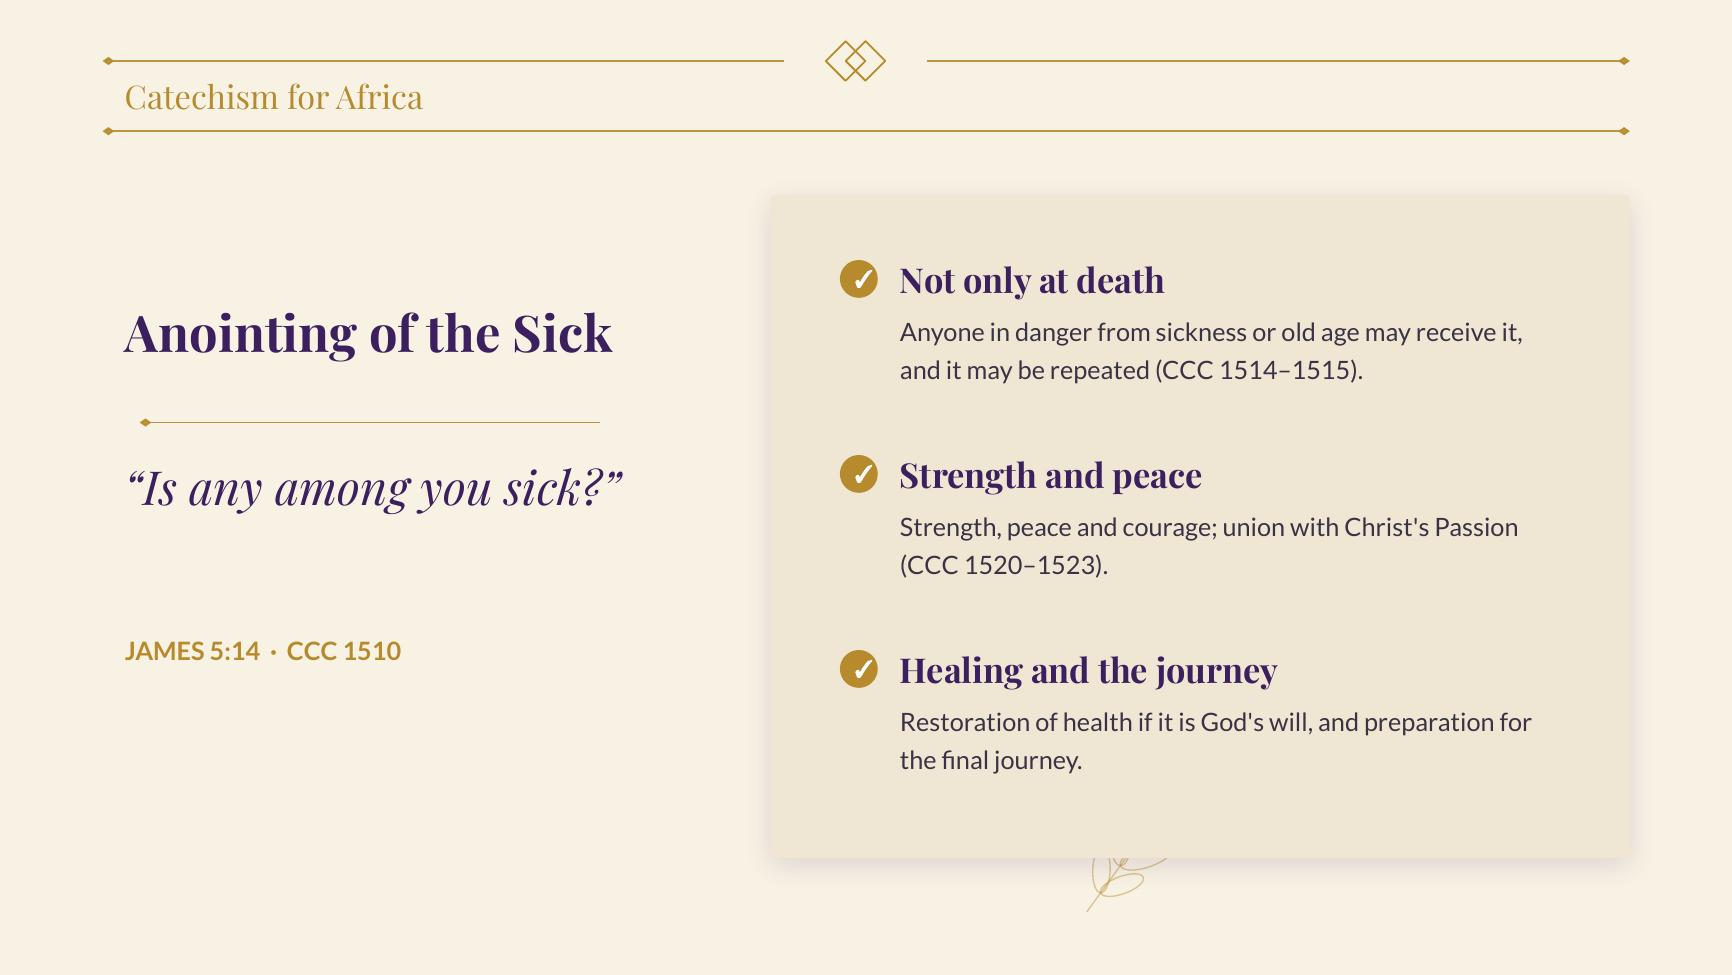 Catechism for Africa
Anointing of the Sick
“Is any among you sick?”
JAMES 5:14 · CCC 1510
Not only at death
Anyone in danger from sickness or old age may receive it,
and it may be repeated (CCC 1514–1515).
Strength and peace
Strength, peace and courage; union with Christ's Passion
(CCC 1520–1523).
Healing and the journey
Restoration of health if it is God's will, and preparation for
the final journey.